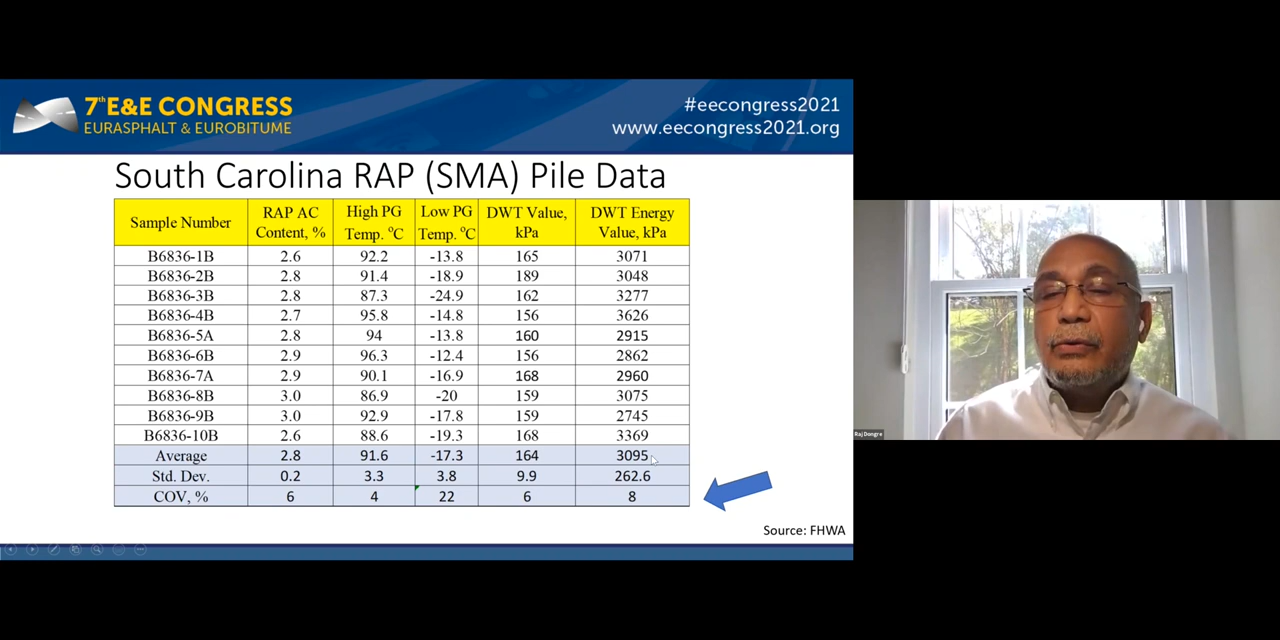 7th E&E CONGRESS
EURASPHALT & EUROBITUME
#eecongress2021
www.eecongress2021.org
South Carolina RAP (SMA) Pile Data
Sample Number RAP AC Content, % High PG Temp. °C Low PG Temp. °C DWT Value, kPa DWT Energy Value, kPa
B6836-1B 2.6 92.2 -13.8 165 3071
B6836-2B 2.8 91.4 -18.9 189 3048
B6836-3B 2.8 87.3 -24.9 162 3277
B6836-4B 2.7 95.8 -14.8 156 3626
B6836-5A 2.8 94 -13.8 160 2915
B6836-6B 2.9 96.3 -12.4 156 2862
B6836-7A 2.9 90.1 -16.9 168 2960
B6836-8B 3.0 86.9 -20 159 3075
B6836-9B 3.0 92.9 -17.8 159 2745
B6836-10B 2.6 88.6 -19.3 168 3369
Average 2.8 91.6 -17.3 164 3095
Std. Dev. 0.2 3.3 3.8 9.9 262.6
COV, % 6 4 22 6 8
Source: FHWA
Raj Dongre